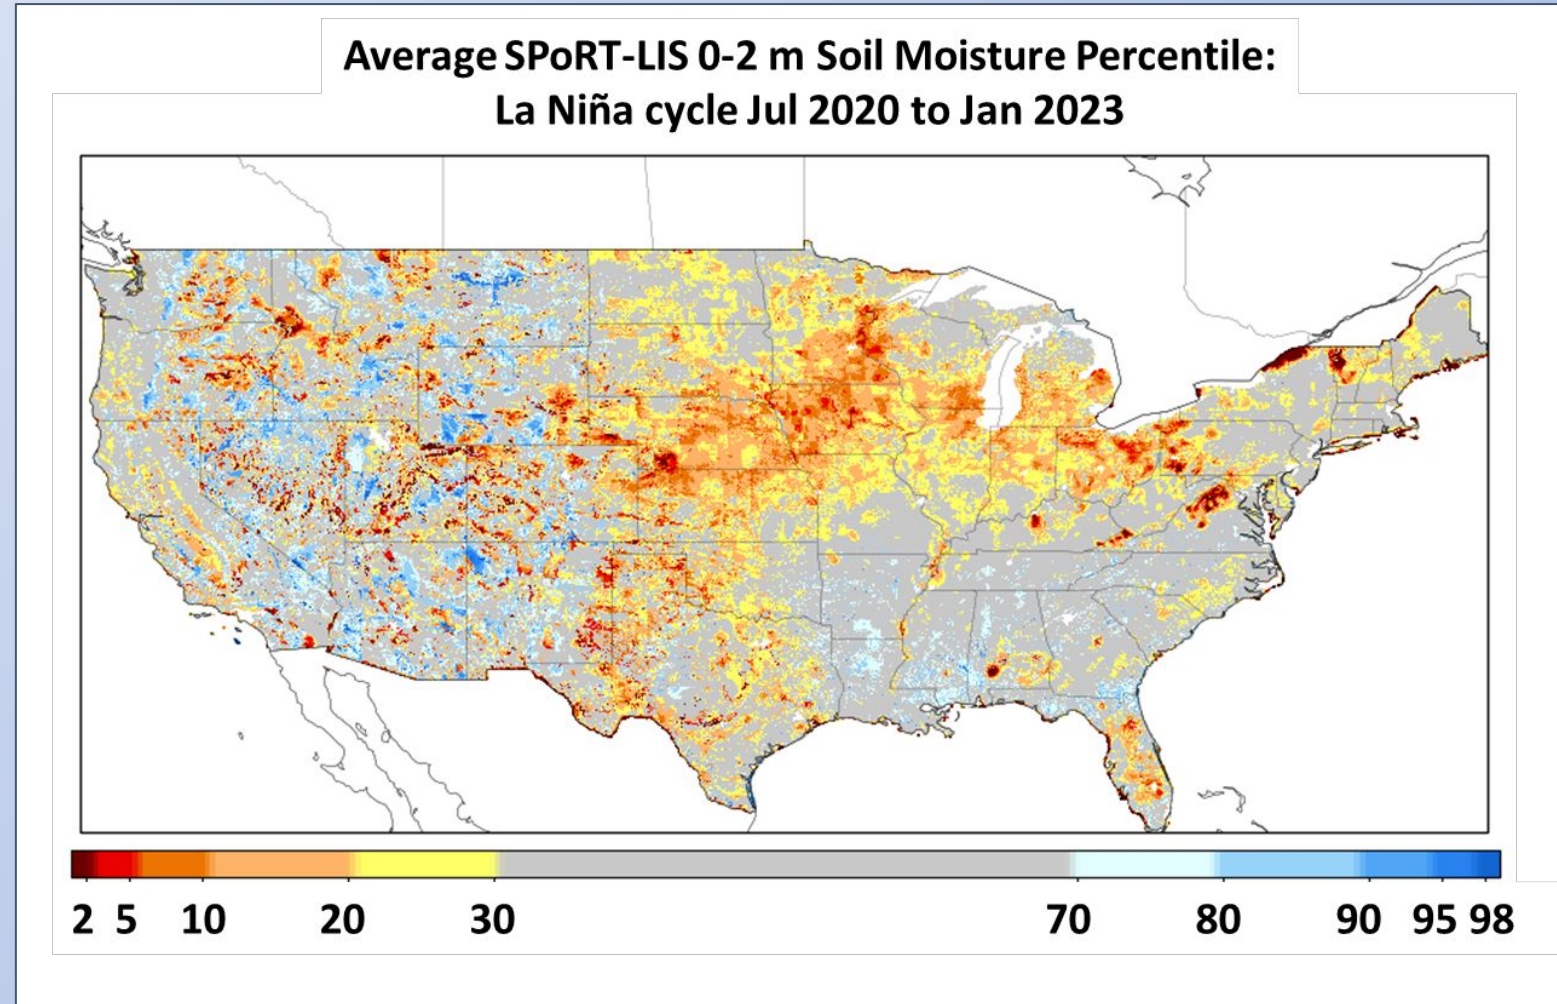 Average SPoRT-LIS 0-2 m Soil Moisture Percentile:
La Niña cycle Jul 2020 to Jan 2023
2 5 10 20 30 70 80 90 95 98